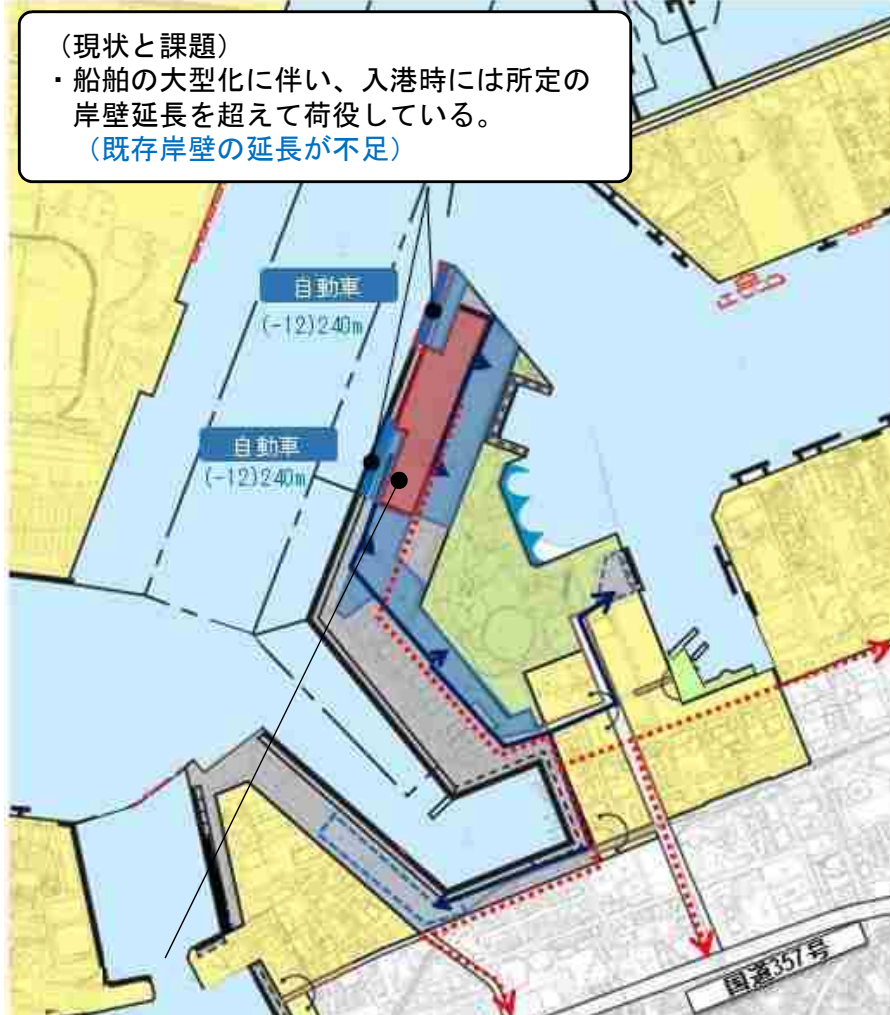 （現状と課題）
・船舶の大型化に伴い、入港時には所定の
岸壁延長を超えて荷役している。
（既存岸壁の延長が不足）
自動車
(-12)240m
自動車
(-12)240m
国道357号